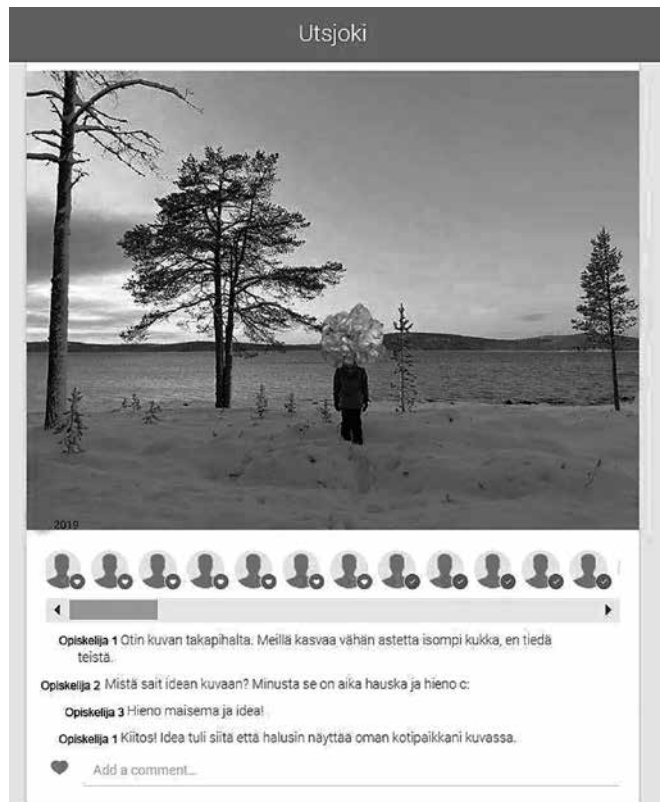 Utsjoki
2019
Opiskelija 1 Otin kuvan takapihalta. Meillä kasvaa vähän astetta isompi kukka, en tiedä
teistä.
Opiskelija 2 Mistä sait idean kuvaan? Minusta se on aika hauska ja hieno c:
Opiskelija 3 Hieno maisema ja idea!
Opiskelija 1 Kiitos! Idea tuli siitä että halusin näyttää oman kotipaikkani kuvassa.
Add a comment...